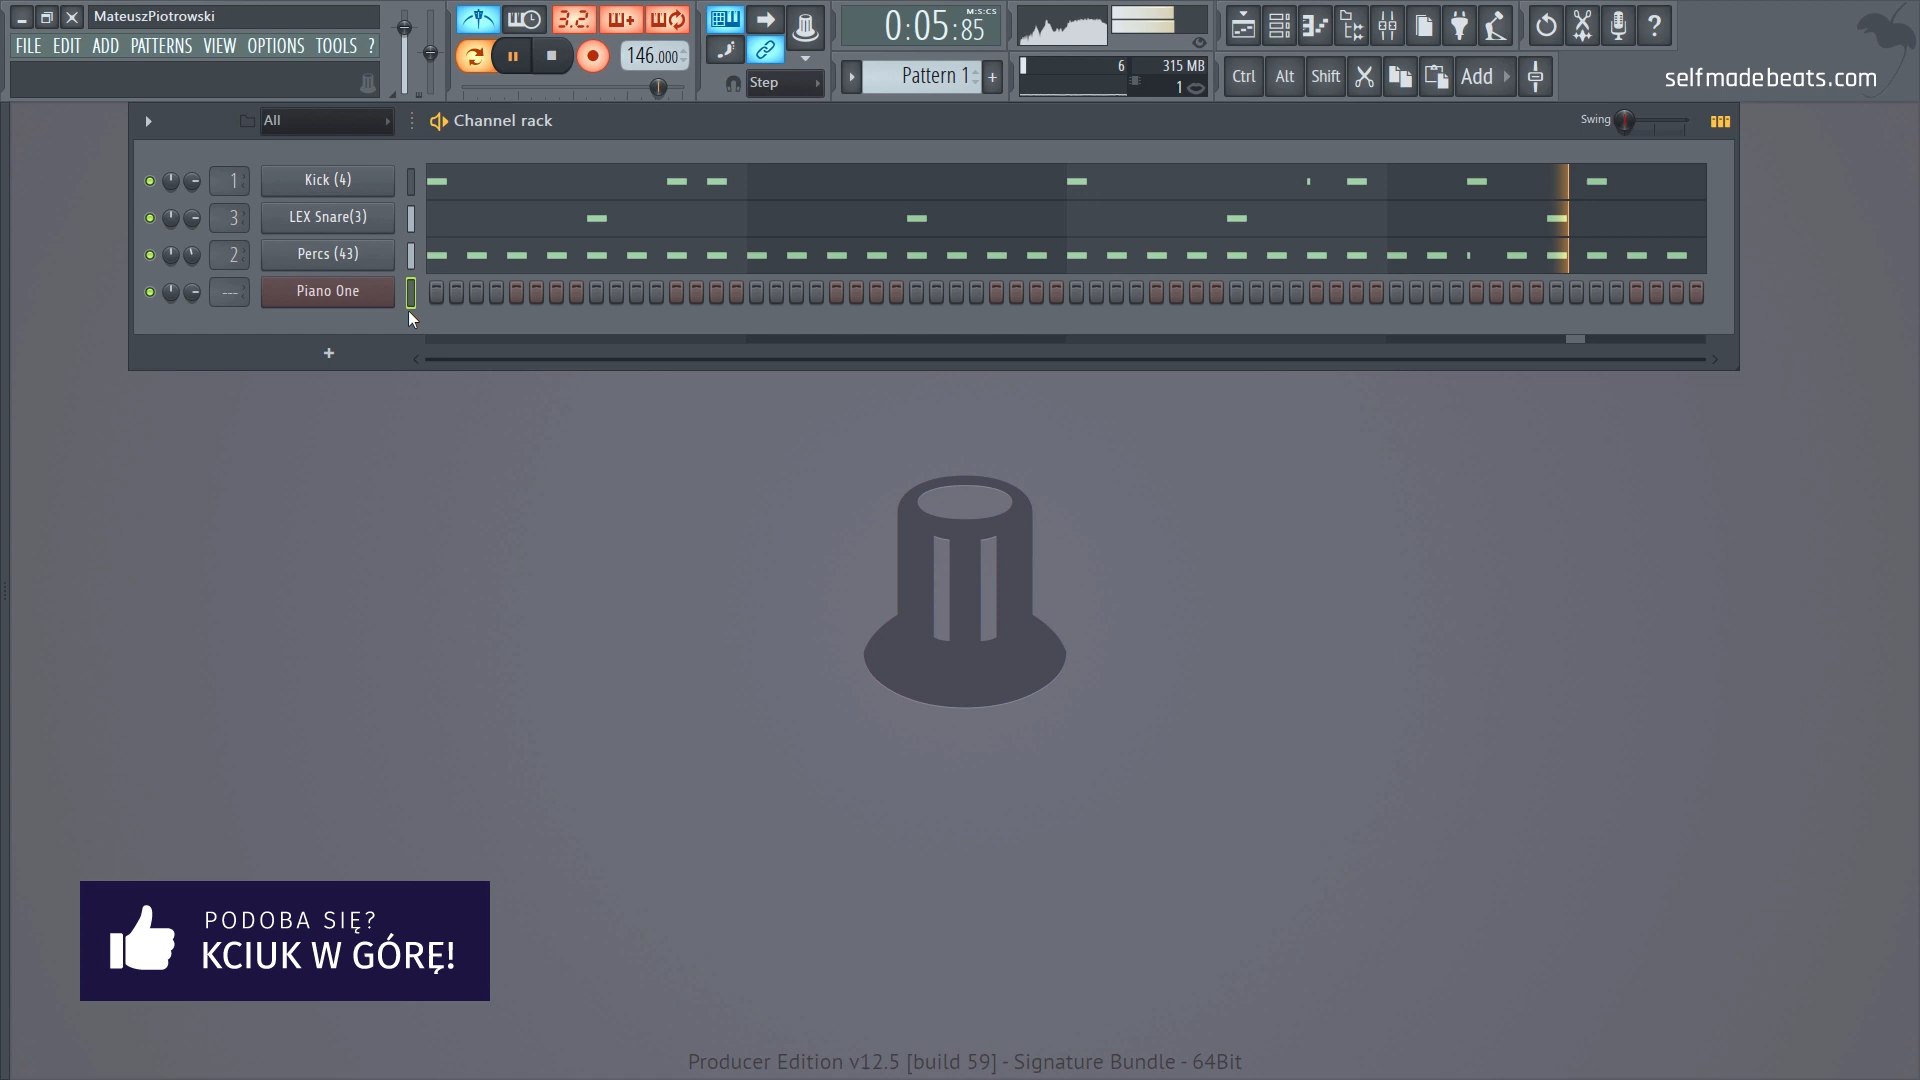 MateuszPiotrowski
FILE EDIT ADD PATTERNS VIEW OPTIONS TOOLS ?
3.2.
146.000
Step
0:05:85
M:S:CS
Pattern 1
+
6
315 MB
1
Ctrl
Alt
Shift
Add
?
selfmadebeats.com
All
Channel rack
Swing
1
Kick (4)
3
LEX Snare(3)
2
Percs (43)
---
Piano One
+
PODOBA SIĘ?
KCIUK W GÓRĘ!
Producer Edition v12.5 [build 59] - Signature Bundle - 64Bit